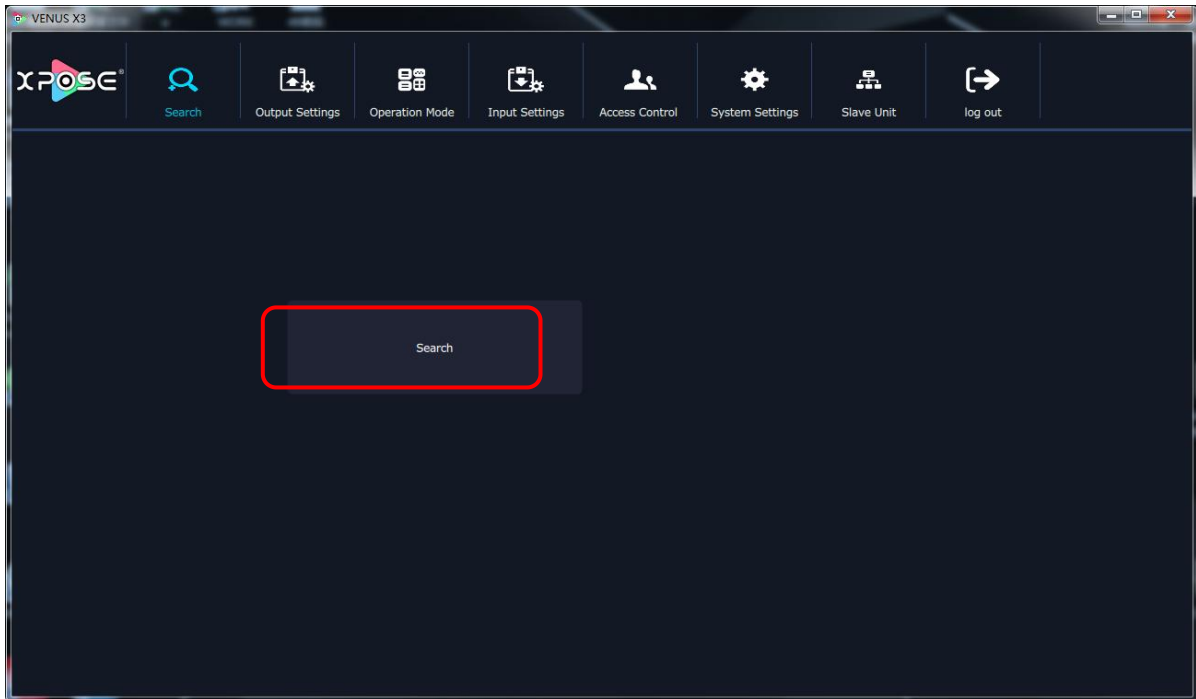 VENUS X3
XPOSE®
Search
Output Settings
Operation Mode
Input Settings
Access Control
System Settings
Slave Unit
log out
Search